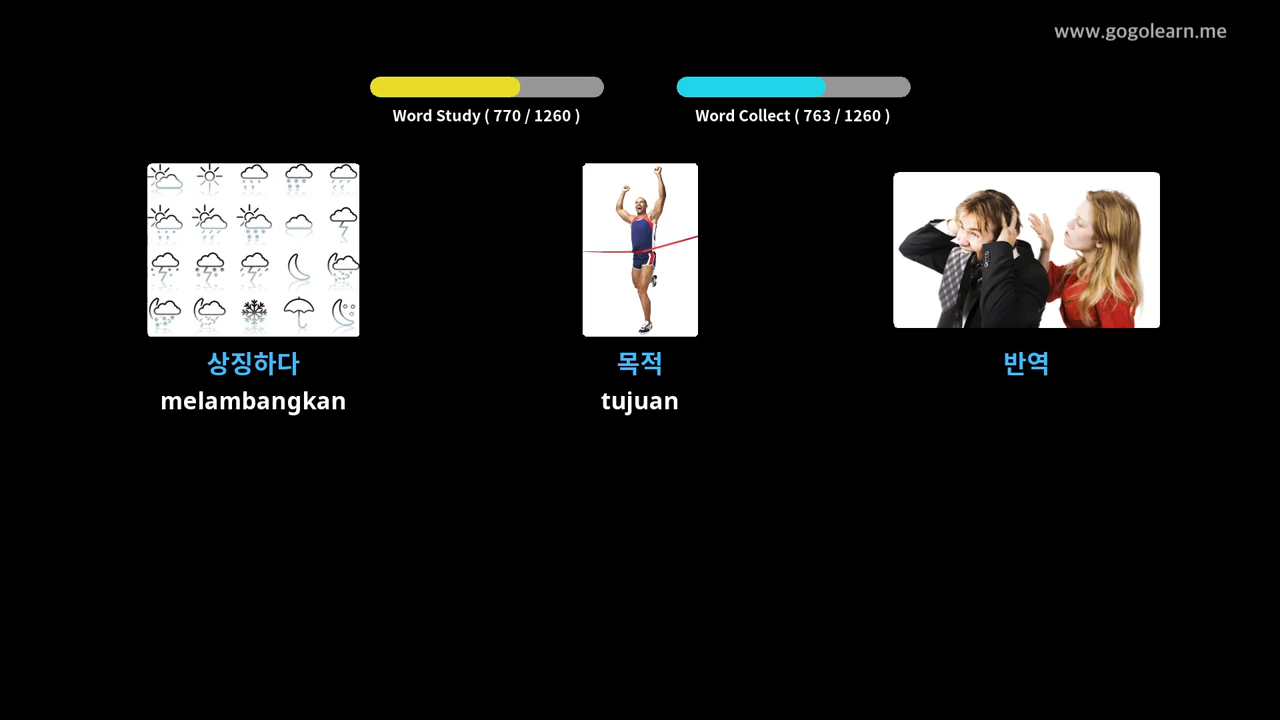 www.gogolearn.me
Word Study ( 770 / 1260 )
Word Collect ( 763 / 1260 )
상징하다
목적
반역
melambangkan
tujuan